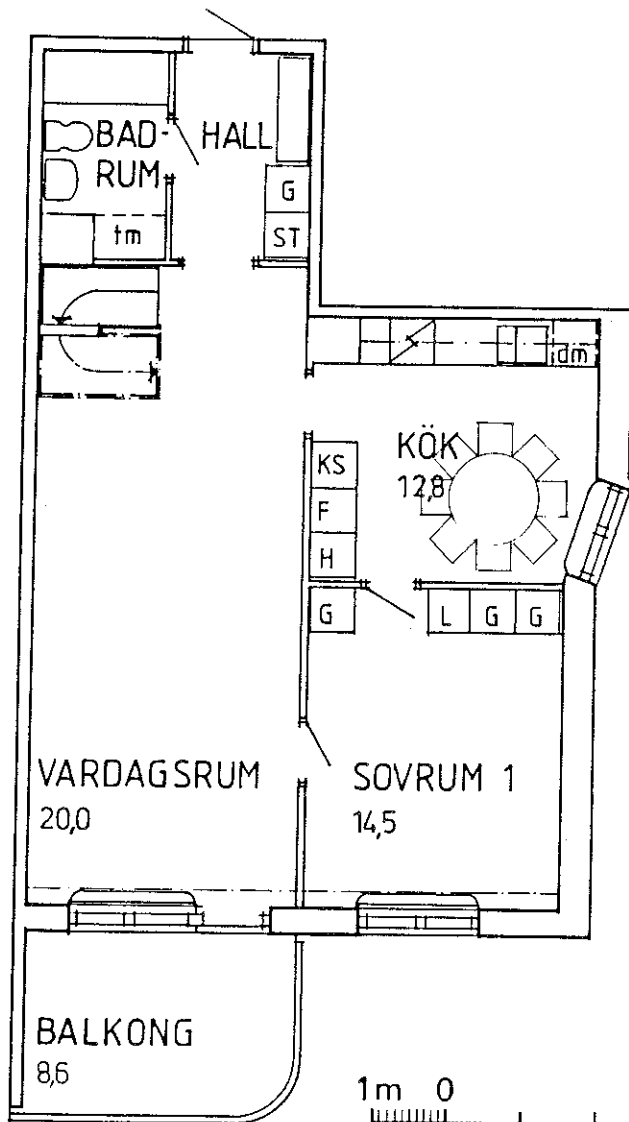 BAD-
RUM
HALL
G
ST
tm
dm
KÖK
12,8
KS
F
H
G
L
G
G
VARDAGSRUM
20,0
SOVRUM 1
14,5
BALKONG
8,6
1m 0